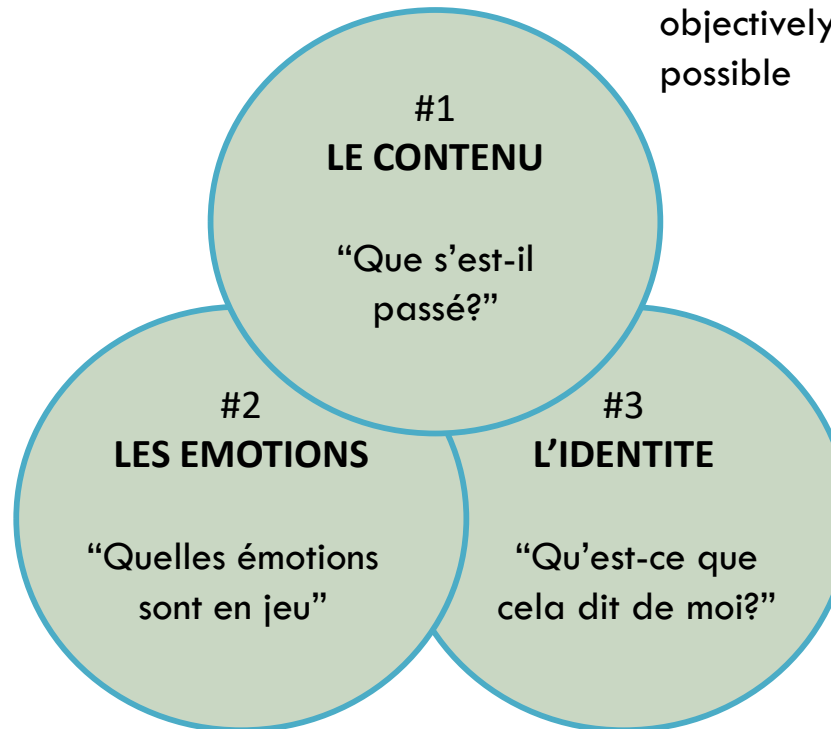 objectively
possible
#1
LE CONTENU
“Que s’est-il
passé?”
#2
LES EMOTIONS
“Quelles émotions
sont en jeu”
#3
L’IDENTITE
“Qu’est-ce que
cela dit de moi?”